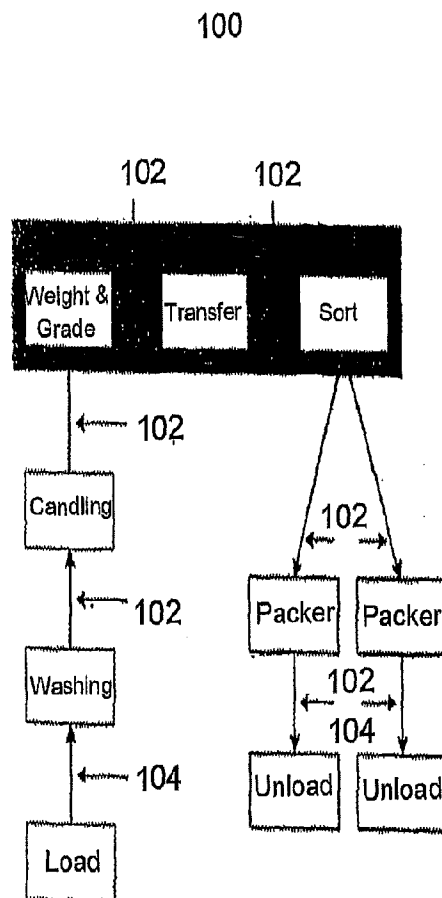 100
102 102
Weight & Grade Transfer Sort
102
Candling
102
102
Packer Packer
Washing
102
104
104
Unload Unload
Load